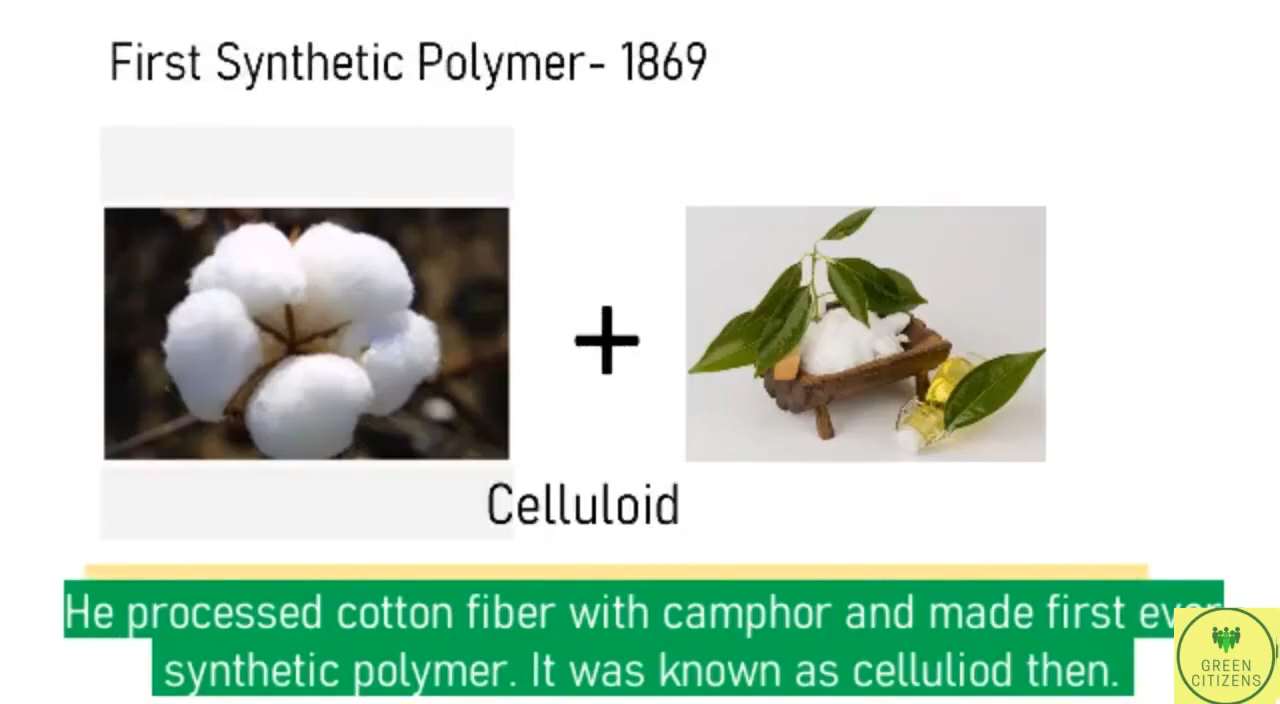 First Synthetic Polymer- 1869
Celluloid
He processed cotton fiber with camphor and made first ever
synthetic polymer. It was known as celluliod then.
GREEN
CITIZENS